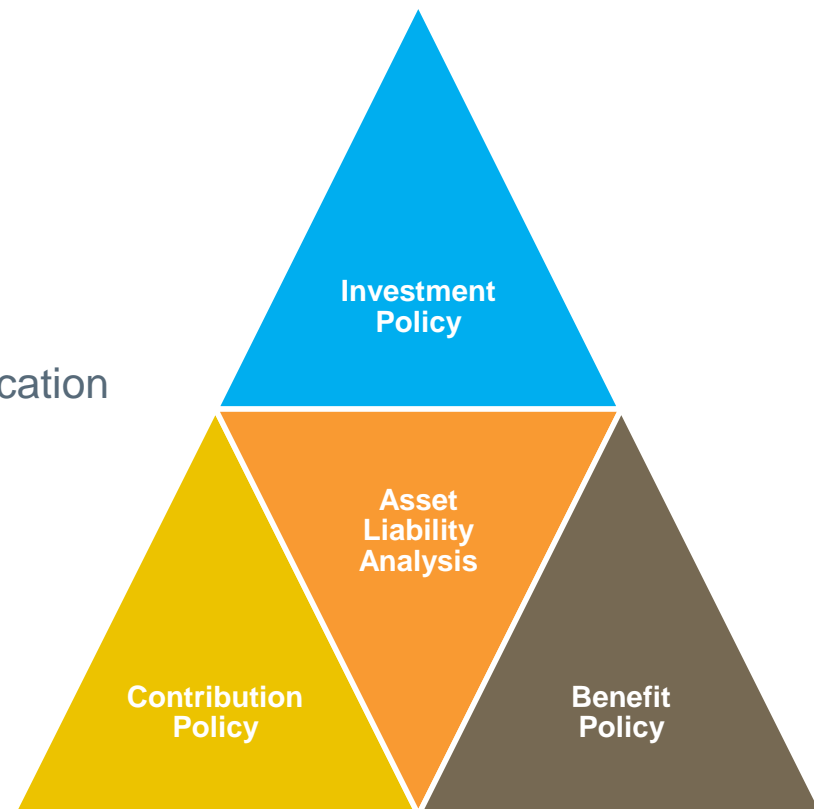 Investment
Policy
cation
Asset
Liability
Analysis
Contribution
Policy
Benefit
Policy